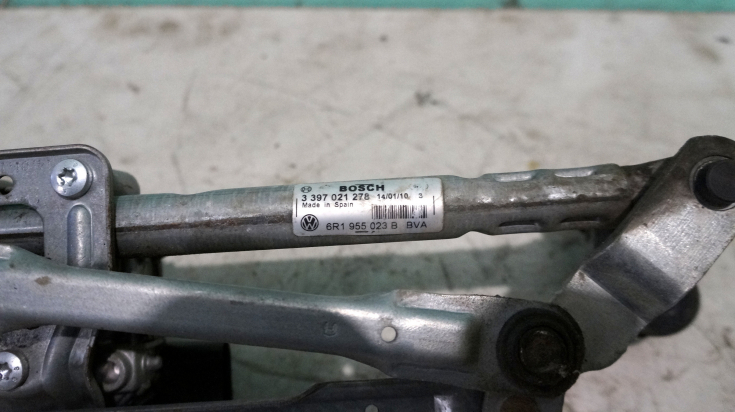 BOSCH
3 397 021 278 14/01/10 3
Made in Spain
6R1 955 023 B BVA